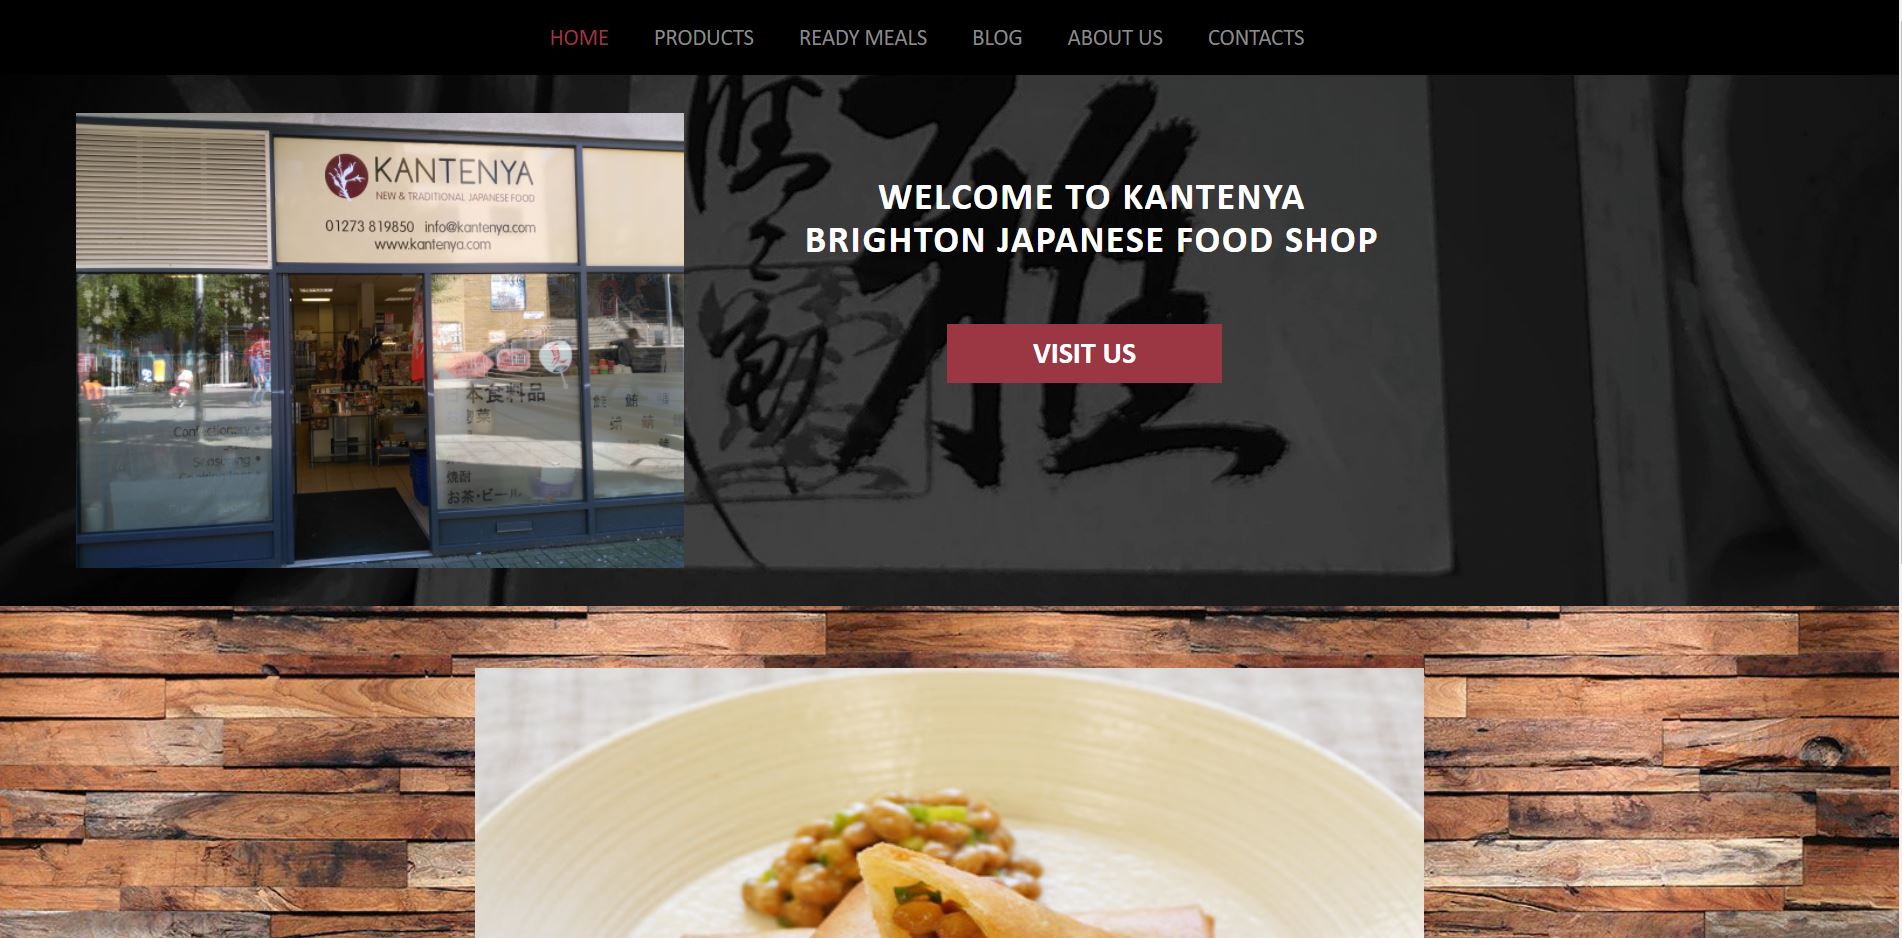 HOME PRODUCTS READY MEALS BLOG ABOUT US CONTACTS
KANTENYA
NEW & TRADITIONAL JAPANESE FOOD
01273 819850 info@kantenya.com
www.kantenya.com
日本食料品
惣菜
焼酎
お茶・ビール
Confectionery
Seasoning
雅
WELCOME TO KANTENYA
BRIGHTON JAPANESE FOOD SHOP
VISIT US